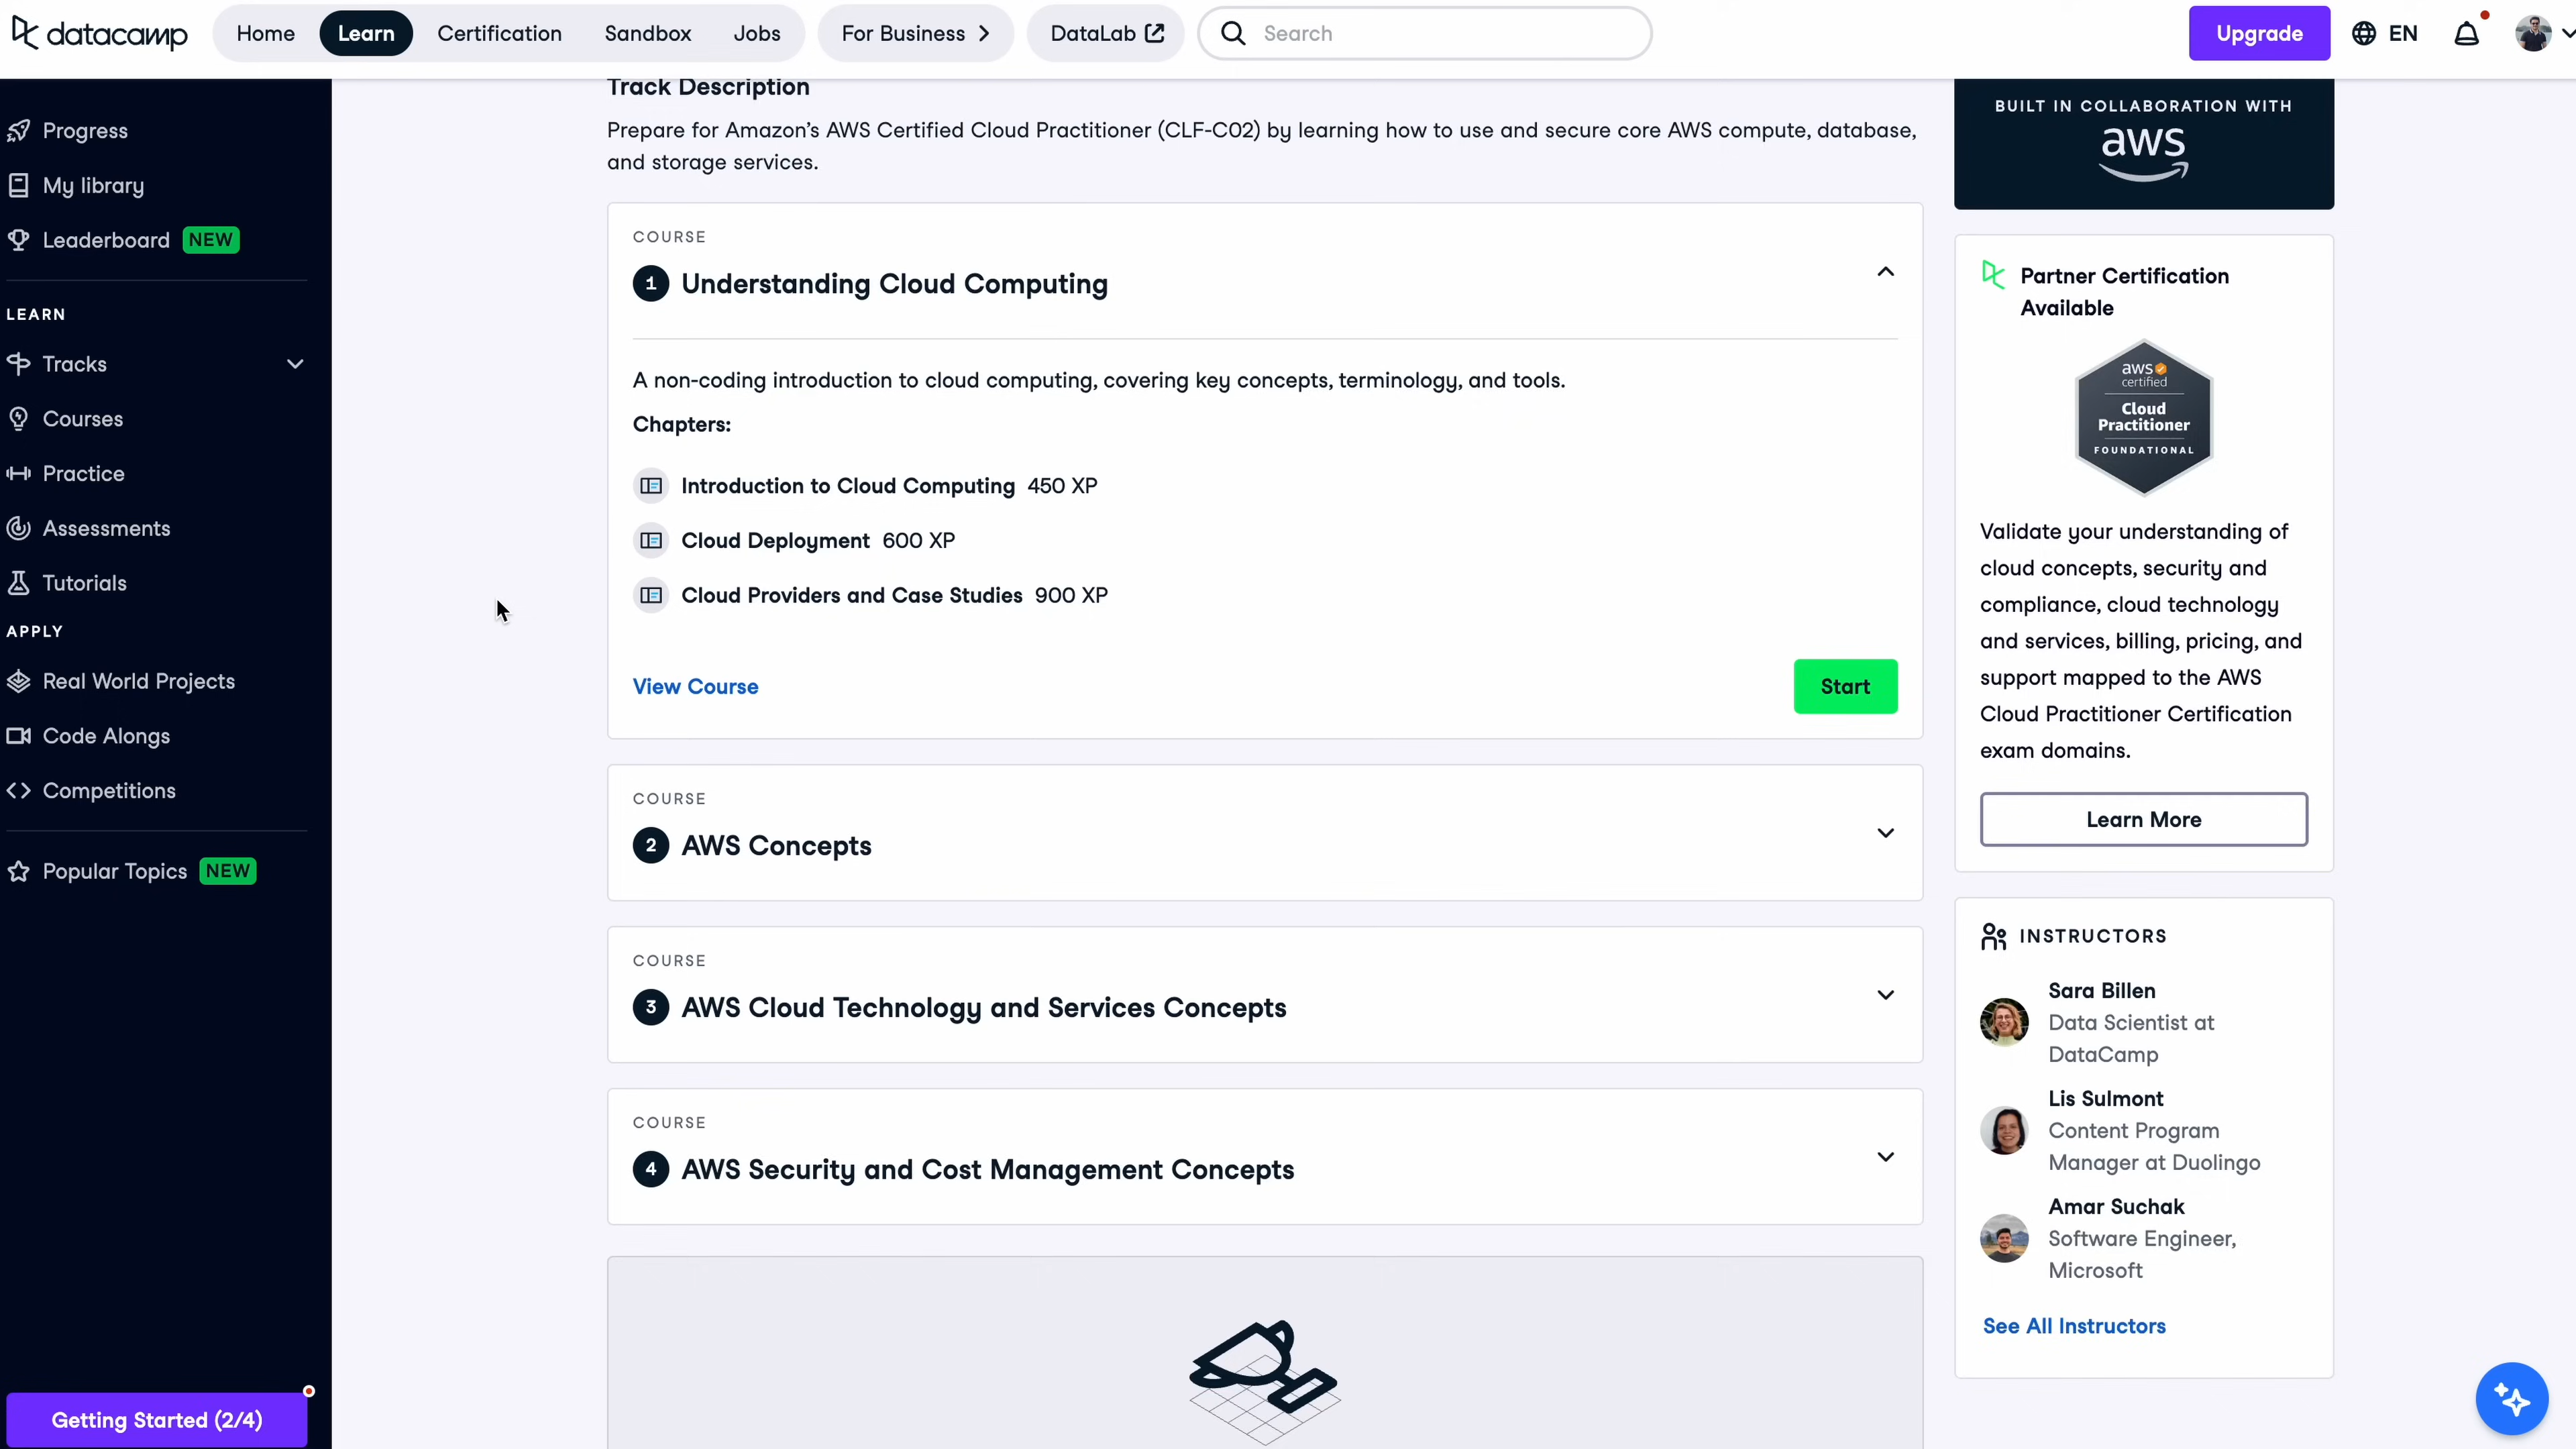 datacamp
Home Learn Certification Sandbox Jobs For Business DataLab Search Upgrade EN
Progress
My library
Leaderboard NEW
LEARN
Tracks
Courses
Practice
Assessments
Tutorials
APPLY
Real World Projects
Code Alongs
Competitions
Popular Topics NEW
Getting Started (2/4)
Track Description
Prepare for Amazon’s AWS Certified Cloud Practitioner (CLF-C02) by learning how to use and secure core AWS compute, database,
and storage services.
COURSE
1 Understanding Cloud Computing
A non-coding introduction to cloud computing, covering key concepts, terminology, and tools.
Chapters:
Introduction to Cloud Computing 450 XP
Cloud Deployment 600 XP
Cloud Providers and Case Studies 900 XP
View Course Start
COURSE
2 AWS Concepts
COURSE
3 AWS Cloud Technology and Services Concepts
COURSE
4 AWS Security and Cost Management Concepts
BUILT IN COLLABORATION WITH
aws
Partner Certification
Available
aws
certified
Cloud
Practitioner
FOUNDATIONAL
Validate your understanding of
cloud concepts, security and
compliance, cloud technology
and services, billing, pricing, and
support mapped to the AWS
Cloud Practitioner Certification
exam domains.
Learn More
INSTRUCTORS
Sara Billen
Data Scientist at
DataCamp
Lis Sulmont
Content Program
Manager at Duolingo
Amar Suchak
Software Engineer,
Microsoft
See All Instructors